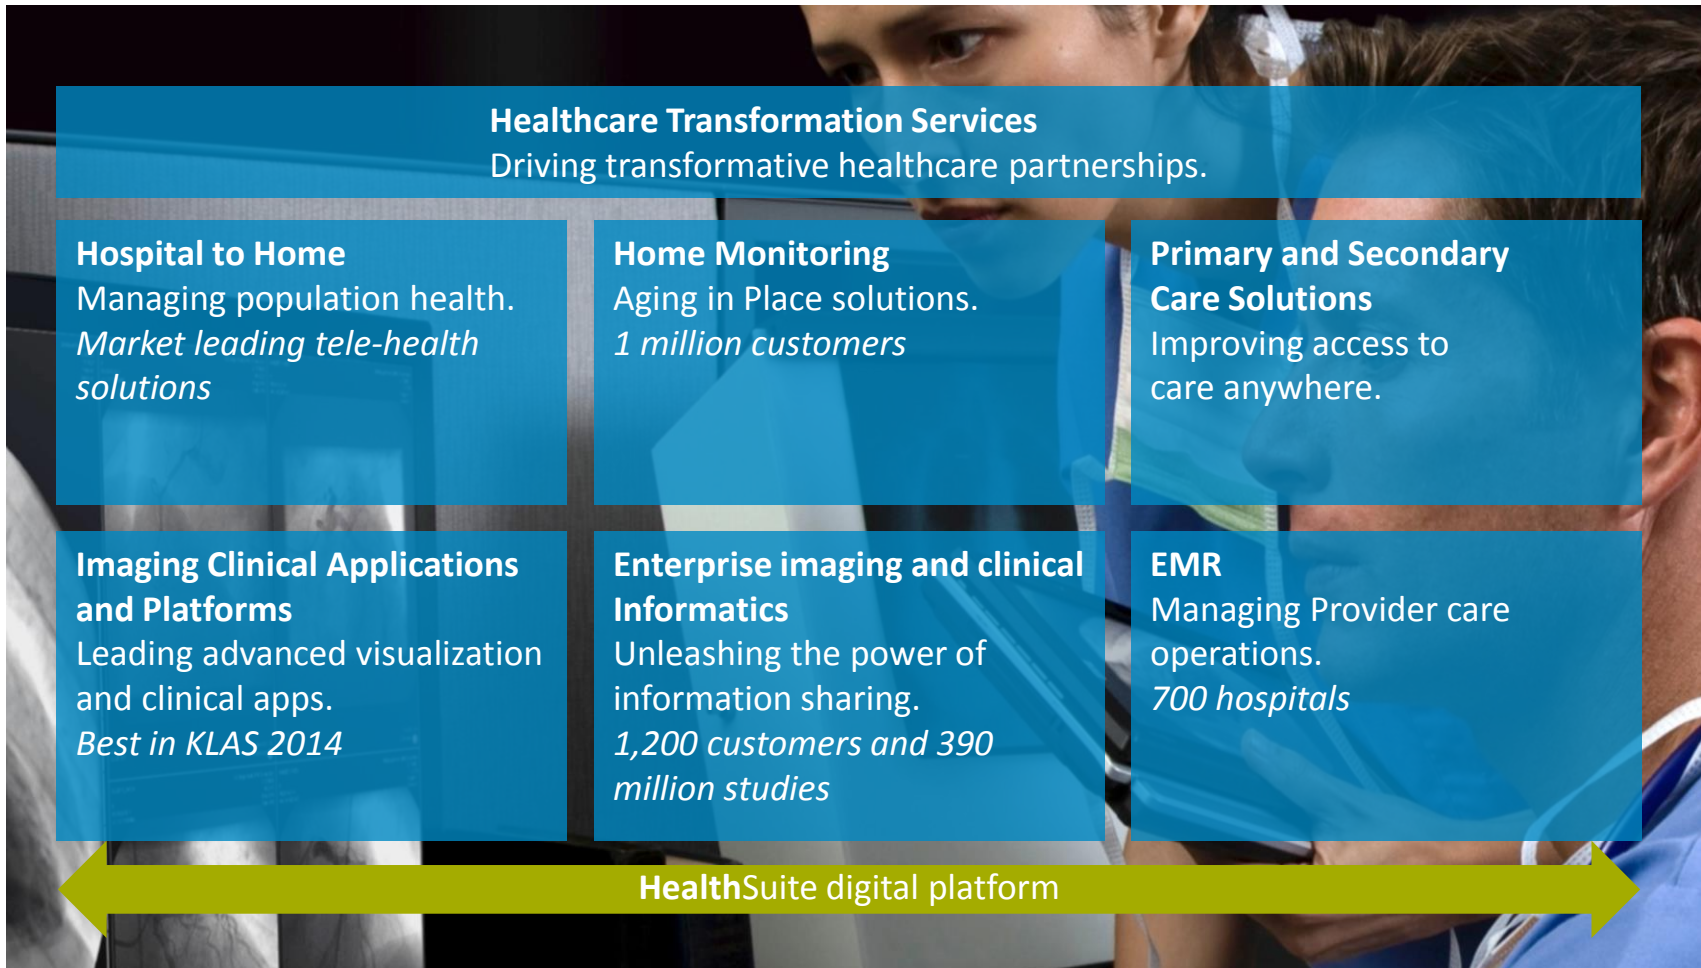 Healthcare Transformation Services
Driving transformative healthcare partnerships.
Hospital to Home
Managing population health.
Market leading tele-health
solutions
Home Monitoring
Aging in Place solutions.
1 million customers
Primary and Secondary
Care Solutions
Improving access to
care anywhere.
Imaging Clinical Applications
and Platforms
Leading advanced visualization
and clinical apps.
Best in KLAS 2014
Enterprise imaging and clinical
Informatics
Unleashing the power of
information sharing.
1,200 customers and 390
million studies
EMR
Managing Provider care
operations.
700 hospitals
HealthSuite digital platform